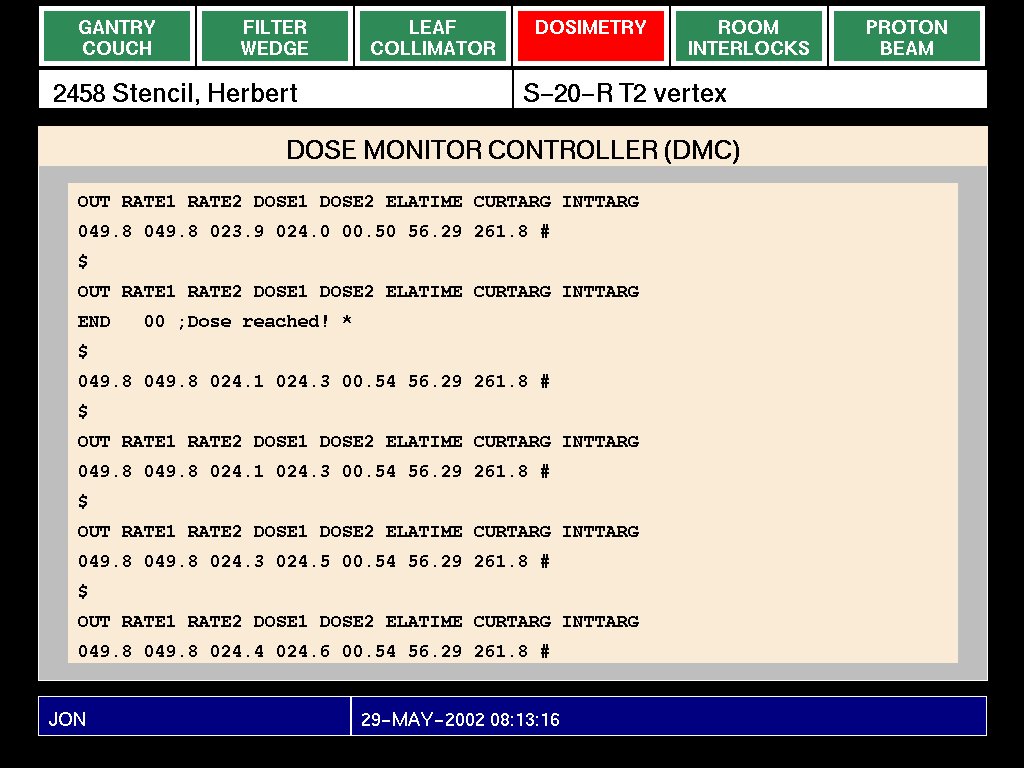 GANTRY
COUCH
FILTER
WEDGE
LEAF
COLLIMATOR
DOSIMETRY
ROOM
INTERLOCKS
PROTON
BEAM
2458 Stencil, Herbert
S-20-R T2 vertex
DOSE MONITOR CONTROLLER (DMC)
OUT RATE1 RATE2 DOSE1 DOSE2 ELATIME CURTARG INTTARG
049.8 049.8 023.9 024.0 00.50 56.29 261.8 #
$
OUT RATE1 RATE2 DOSE1 DOSE2 ELATIME CURTARG INTTARG
END   00 ;Dose reached! *
$
049.8 049.8 024.1 024.3 00.54 56.29 261.8 #
$
OUT RATE1 RATE2 DOSE1 DOSE2 ELATIME CURTARG INTTARG
049.8 049.8 024.1 024.3 00.54 56.29 261.8 #
$
OUT RATE1 RATE2 DOSE1 DOSE2 ELATIME CURTARG INTTARG
049.8 049.8 024.3 024.5 00.54 56.29 261.8 #
$
OUT RATE1 RATE2 DOSE1 DOSE2 ELATIME CURTARG INTTARG
049.8 049.8 024.4 024.6 00.54 56.29 261.8 #
JON
29-MAY-2002 08:13:16